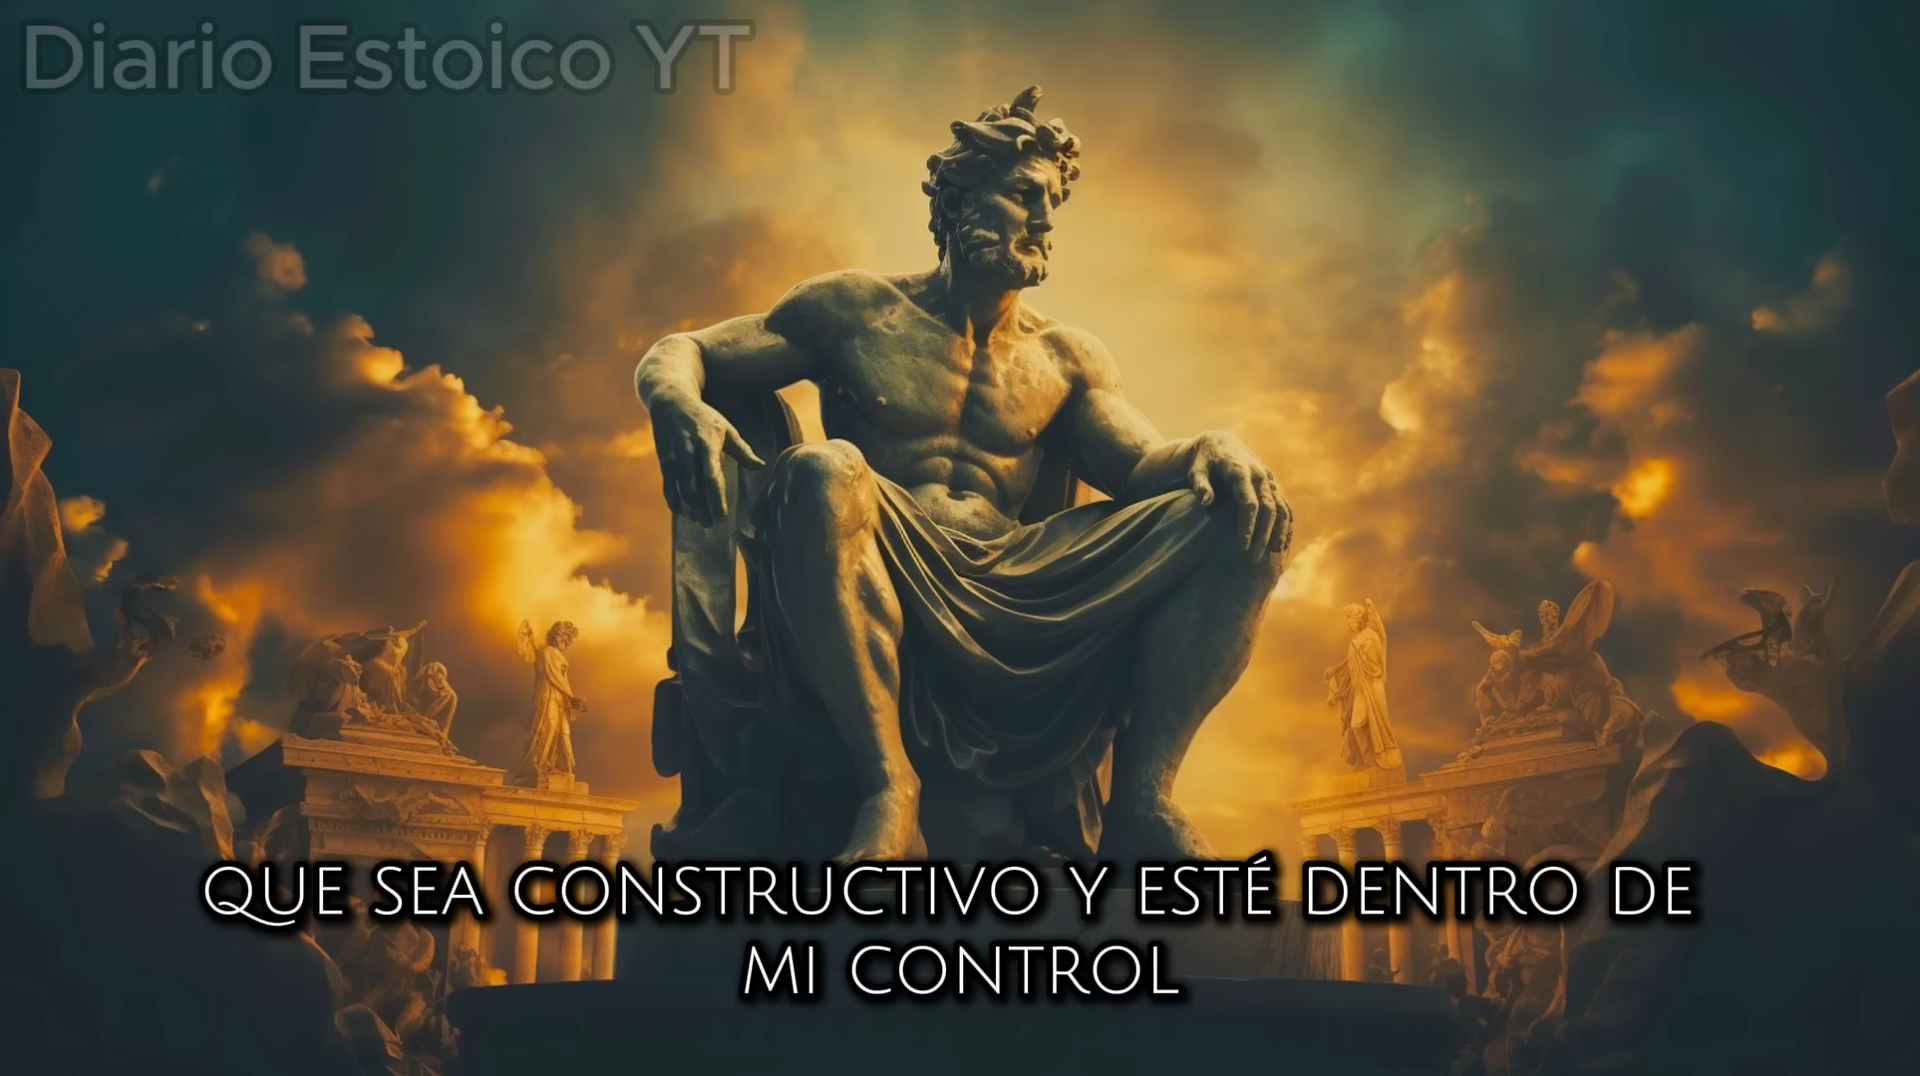 Diario Estoico YT
QUE SEA CONSTRUCTIVO Y ESTÉ DENTRO DE
MI CONTROL